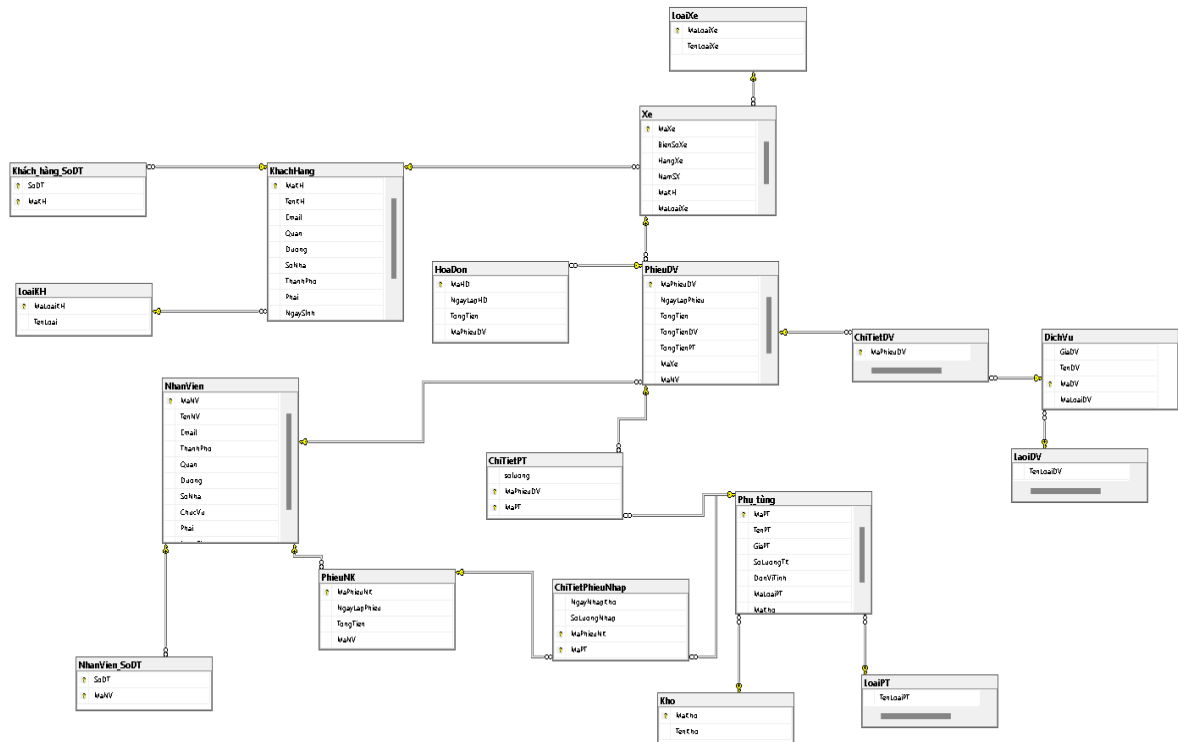 LoaiXe
MaLoaiXe
TenLoaiXe
Xe
MaXe
BienSoXe
HangXe
NamSX
MaKH
MaLoaiXe
Khách_hàng_SoDT
SoDT
MaKH
KhachHang
MaKH
TenKH
Email
Quan
Duong
SoNha
ThanhPho
Phai
NgaySinh
LoaiKH
MaLoaiKH
TenLoai
HoaDon
MaHD
NgayLapHD
TongTien
MaPhieuDV
PhieuDV
MaPhieuDV
NgayLapPhieu
TongTien
TongTienDV
TongTienPT
MaXe
MaNV
ChiTietDV
MaPhieuDV
DichVu
GiaDV
TenDV
MaDV
MaLoaiDV
LaoiDV
TenLoaiDV
NhanVien
MaNV
TenNV
Email
ThanhPho
Quan
Duong
SoNha
ChucVu
Phai
ChiTietPT
soluong
MaPhieuDV
MaPT
Phụ_tùng
MaPT
TenPT
GiaPT
SoLuongTK
DonViTinh
MaLoaiPT
MaKho
PhieuNK
MaPhieuNK
NgayLapPhieu
TongTien
MaNV
ChiTietPhieuNhap
NgayNhapKho
SoLuongNhap
MaPhieuNK
MaPT
NhanVien_SoDT
SoDT
MaNV
Kho
MaKho
TenKho
LoaiPT
TenLoaiPT